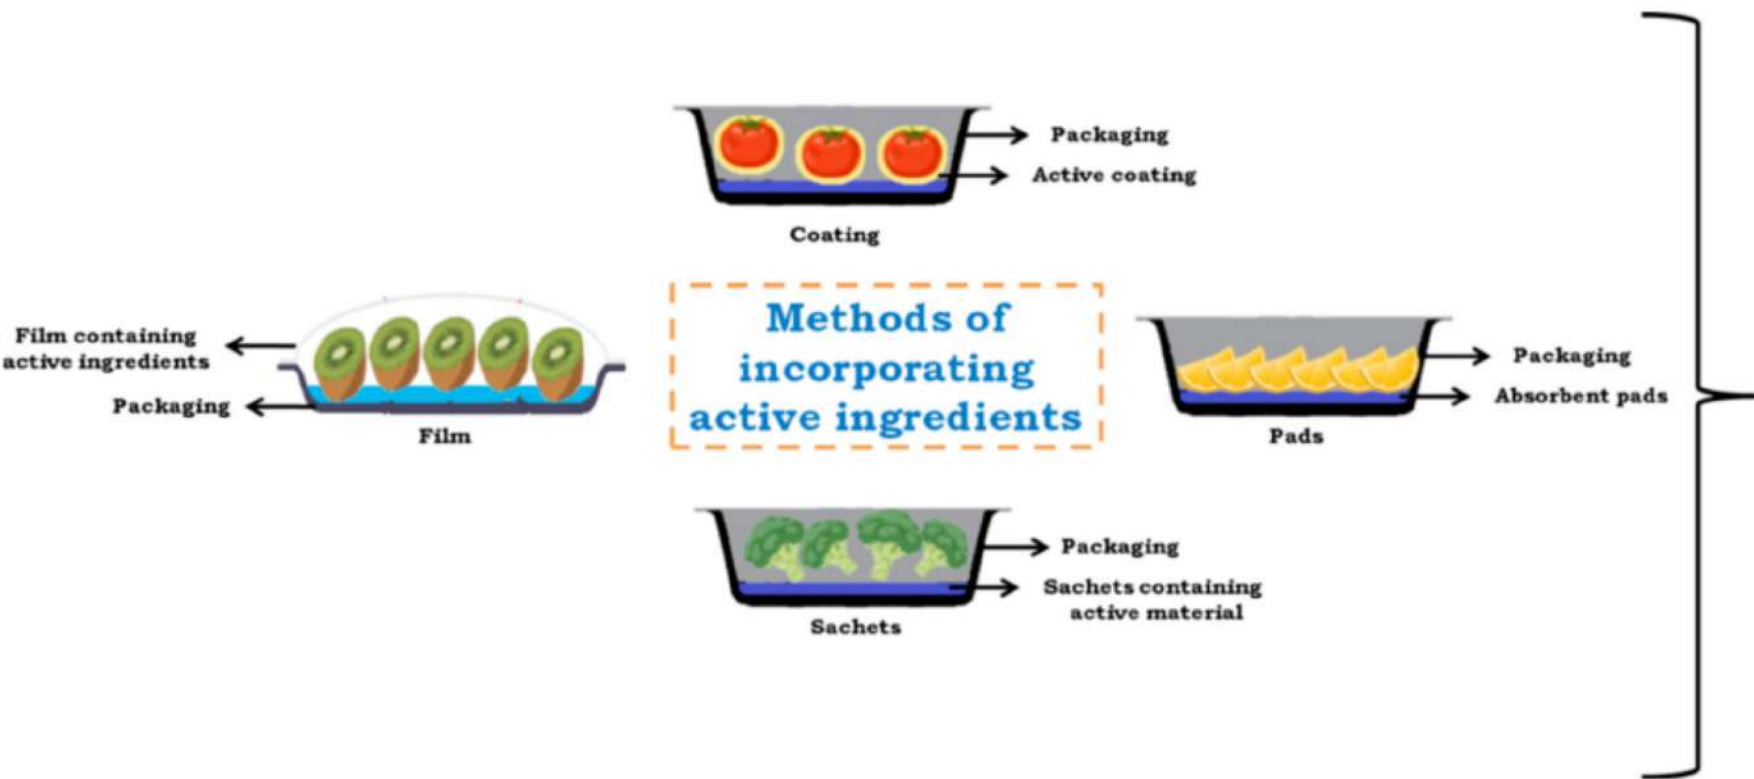 Packaging
Active coating
Coating
Methods of
incorporating
active ingredients
Film containing
active ingredients
Packaging
Film
Packaging
Absorbent pads
Pads
Packaging
Sachets containing
active material
Sachets